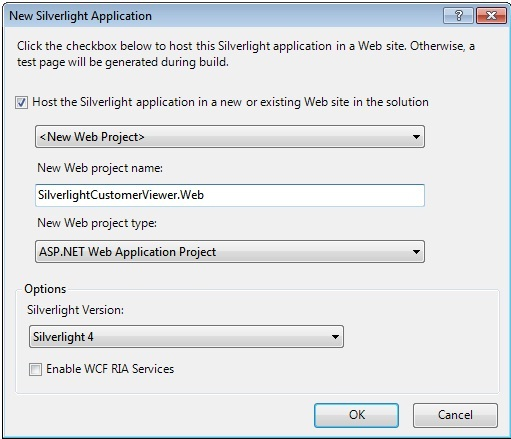 New Silverlight Application
Click the checkbox below to host this Silverlight application in a Web site. Otherwise, a
test page will be generated during build.
Host the Silverlight application in a new or existing Web site in the solution
<New Web Project>
New Web project name:
SilverlightCustomerViewer.Web
New Web project type:
ASP.NET Web Application Project
Options
Silverlight Version:
Silverlight 4
Enable WCF RIA Services
OK
Cancel